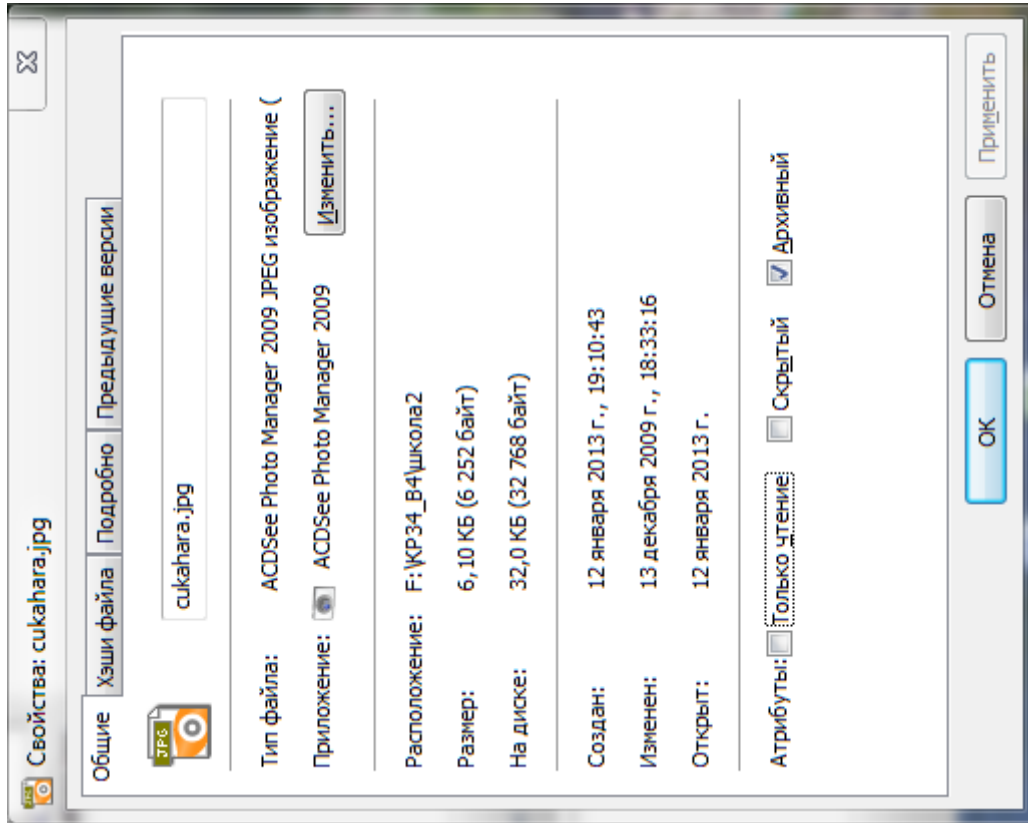 Свойства: cukahara.jpg
Общие Хэши файла Подробно Предыдущие версии
JPG
cukahara.jpg
Тип файла: ACDSee Photo Manager 2009 JPEG изображение (
Приложение: ACDSee Photo Manager 2009 Изменить...
Расположение: F:\КР34_В4\школа2
Размер: 6,10 КБ (6 252 байт)
На диске: 32,0 КБ (32 768 байт)
Создан: 12 января 2013 г., 19:10:43
Изменен: 13 декабря 2009 г., 18:33:16
Открыт: 12 января 2013 г.
Атрибуты: Только чтение Скрытый Архивный
ОК Отмена Применить